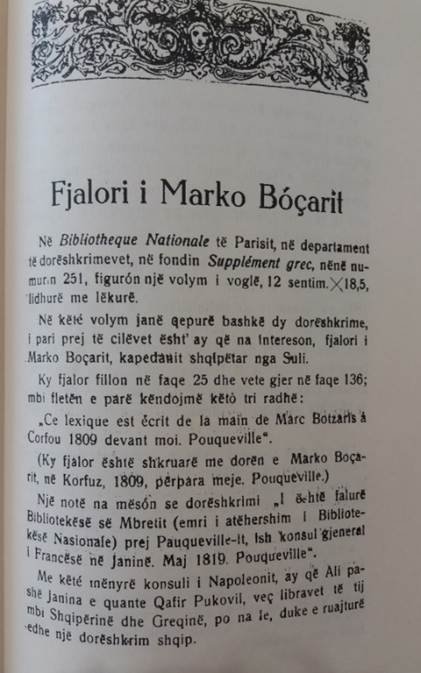 Fjalori i Marko Bóçarit
Në Bibliotheque Nationale të Parisit, në departament
të dorëshkrimevet, në fondin Supplément grec, nënë nu-
murin 251, figurón një volym i voglë, 12 sentim.×18,5,
lidhurë me lëkurë.
Në këtë volym janë qepurë bashkë dy dorëshkrime,
i pari prej të cilëvet ësht' ay që na intereson, fjalori i
Marko Boçarit, kapedanit shqipëtar nga Suli.
Ky fjalor fillon në faqe 25 dhe vete gjer në faqe 136;
mbi fletën e parë këndojmë këto tri radhë:
„Ce lexique est écrit de la main de Marc Botzaris à
Corfou 1809 devant moi. Pouqueville“.
(Ky fjalor është shkruarë me dorën e Marko Boça-
rit, në Korfuz, 1809, përpara meje. Pouqueville.)
Një notë na mësón se dorëshkrimi „I është falurë
Bibliotekësë së Mbretit (emri i atëhershim i Bibliote-
kësë Nasionale) prej Pauqueville-it, Ish konsul gjeneral
i Francësë në Janinë. Maj 1819. Pouqueville“.
Me këtë mënyrë konsuli i Napoleonit, ay që Ali pa-
shë Janina e quante Qafir Pukovil, veç libravet të tij
mbi Shqipërinë dhe Greqinë, po na le, duke e ruajturë
edhe një dorëshkrim shqip.